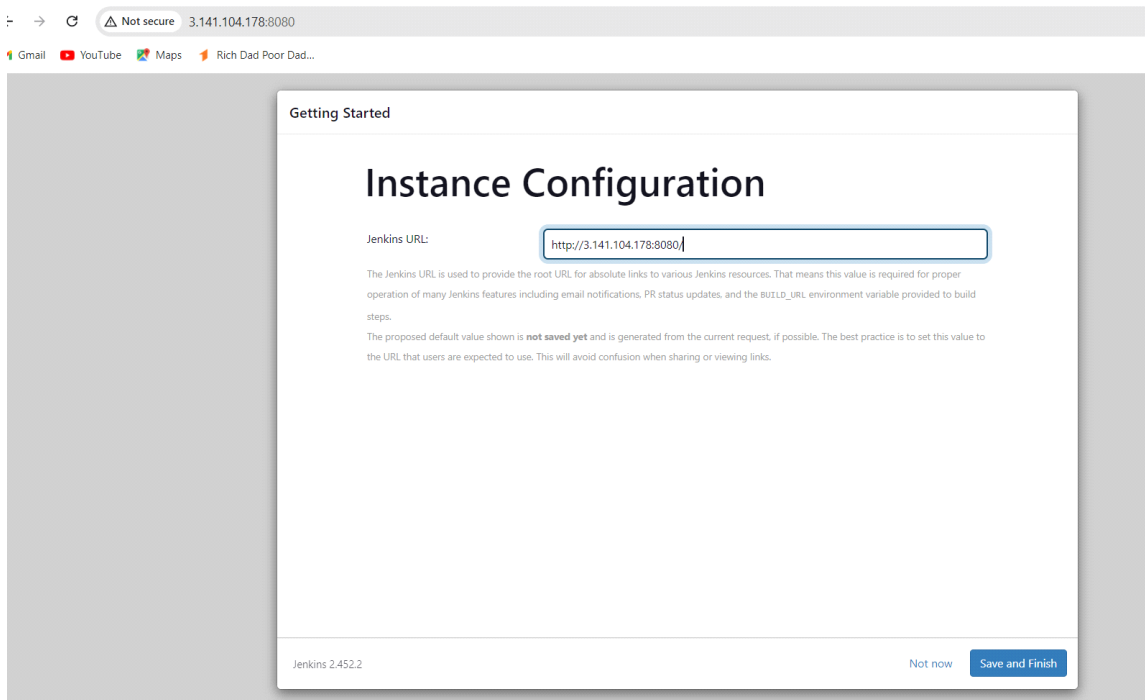 Not secure 3.141.104.178:8080
Gmail YouTube Maps Rich Dad Poor Dad...
Getting Started
Instance Configuration
Jenkins URL: http://3.141.104.178:8080/
The Jenkins URL is used to provide the root URL for absolute links to various Jenkins resources. That means this value is required for proper
operation of many Jenkins features including email notifications, PR status updates, and the BUILD_URL environment variable provided to build
steps.
The proposed default value shown is not saved yet and is generated from the current request, if possible. The best practice is to set this value to
the URL that users are expected to use. This will avoid confusion when sharing or viewing links.
Jenkins 2.452.2 Not now Save and Finish